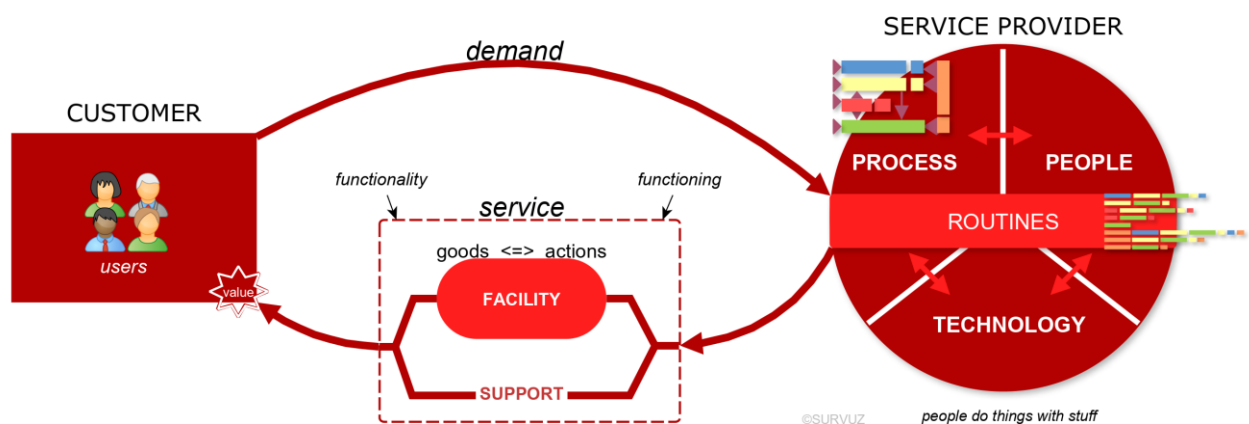 SERVICE PROVIDER
demand
CUSTOMER
PROCESS
PEOPLE
functionality
functioning
service
ROUTINES
goods <=> actions
users
value
FACILITY
TECHNOLOGY
SUPPORT
©SURVUZ
people do things with stuff